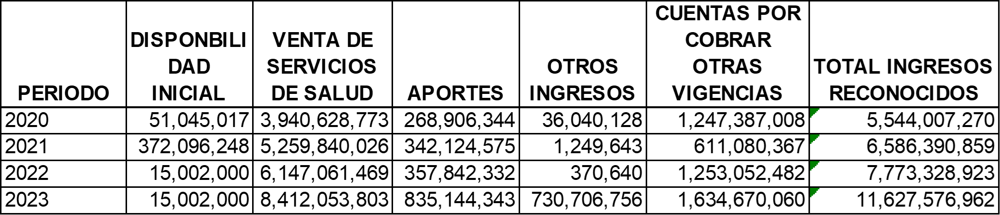 PERIODO
DISPONBILI
DAD
INICIAL
VENTA DE
SERVICIOS
DE SALUD
APORTES
OTROS
INGRESOS
CUENTAS POR
COBRAR
OTRAS
VIGENCIAS
TOTAL INGRESOS
RECONOCIDOS
2020 51,045,017 3,940,628,773 268,906,344 36,040,128 1,247,387,008 5,544,007,270
2021 372,096,248 5,259,840,026 342,124,575 1,249,643 611,080,367 6,586,390,859
2022 15,002,000 6,147,061,469 357,842,332 370,640 1,253,052,482 7,773,328,923
2023 15,002,000 8,412,053,803 835,144,343 730,706,756 1,634,670,060 11,627,576,962